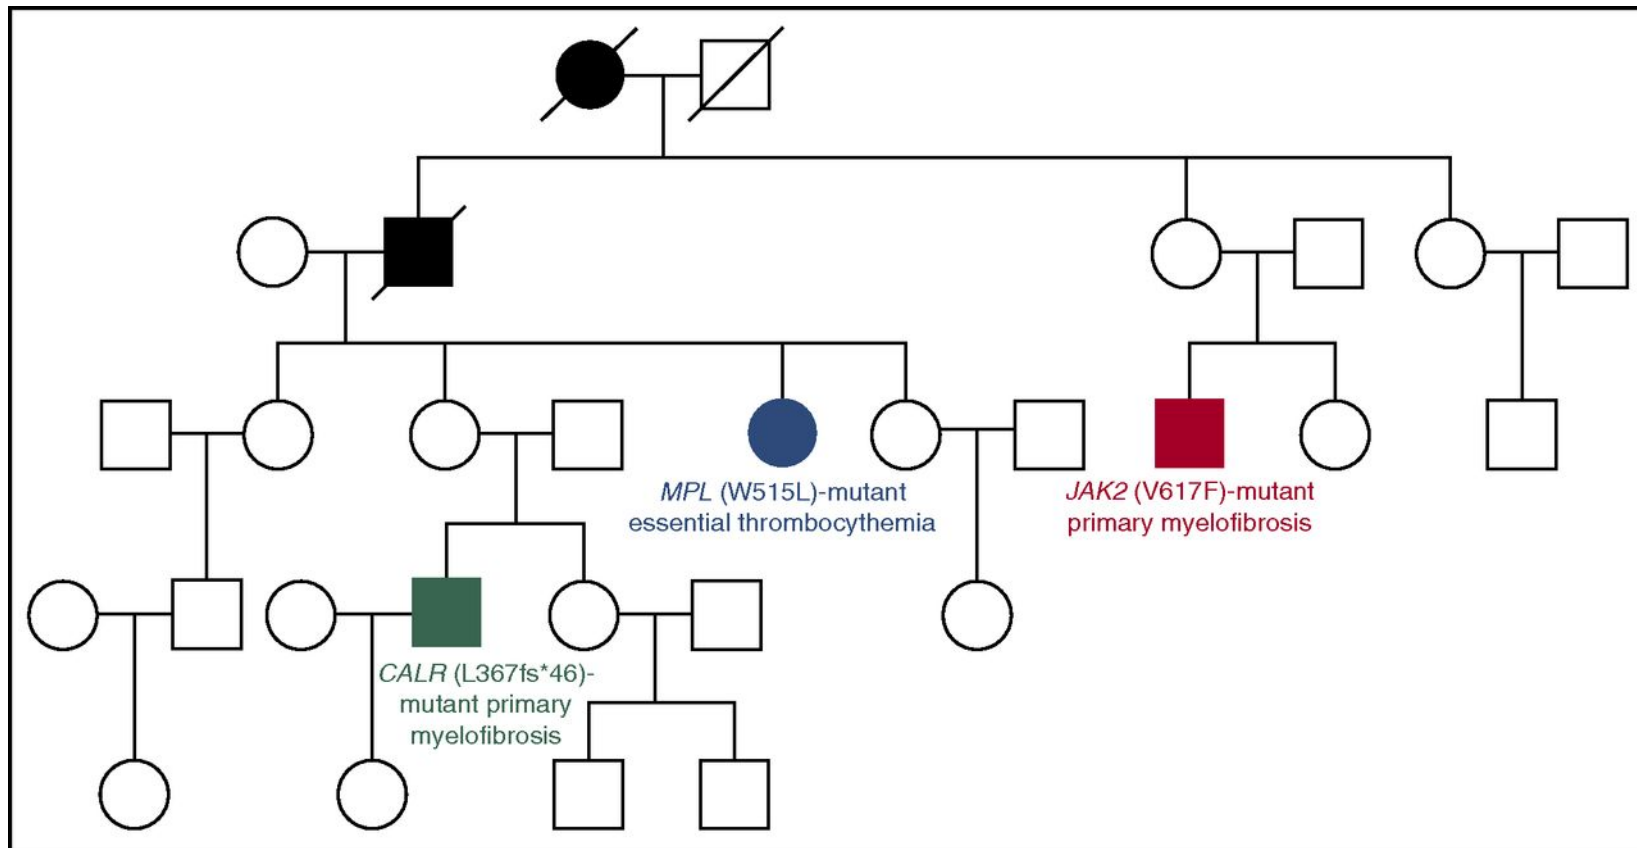 MPL (W515L)-mutant
essential thrombocythemia
JAK2 (V617F)-mutant
primary myelofibrosis
CALR (L367fs*46)-
mutant primary
myelofibrosis